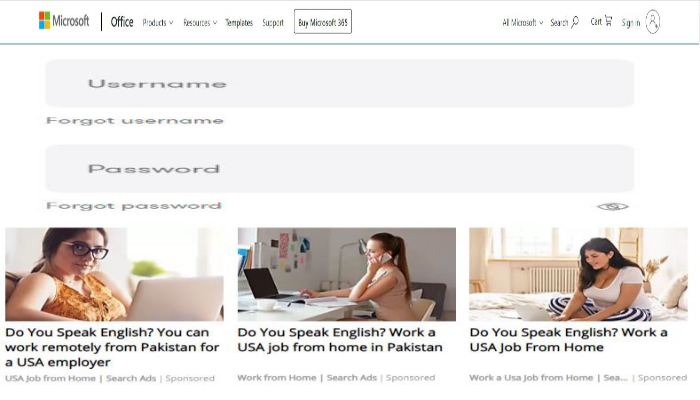 Microsoft Office Products Resources Templates Support Buy Microsoft 365 All Microsoft Search Cart Sign in
Username
Forgot username
Password
Forgot password
Do You Speak English? You can
work remotely from Pakistan for
a USA employer
USA Job from Home | Search Ads | Sponsored
Do You Speak English? Work a
USA job from home in Pakistan
Work from Home | Search Ads | Sponsored
Do You Speak English? Work a
USA Job From Home
Work a Usa Job from Home | Sea... | Sponsored